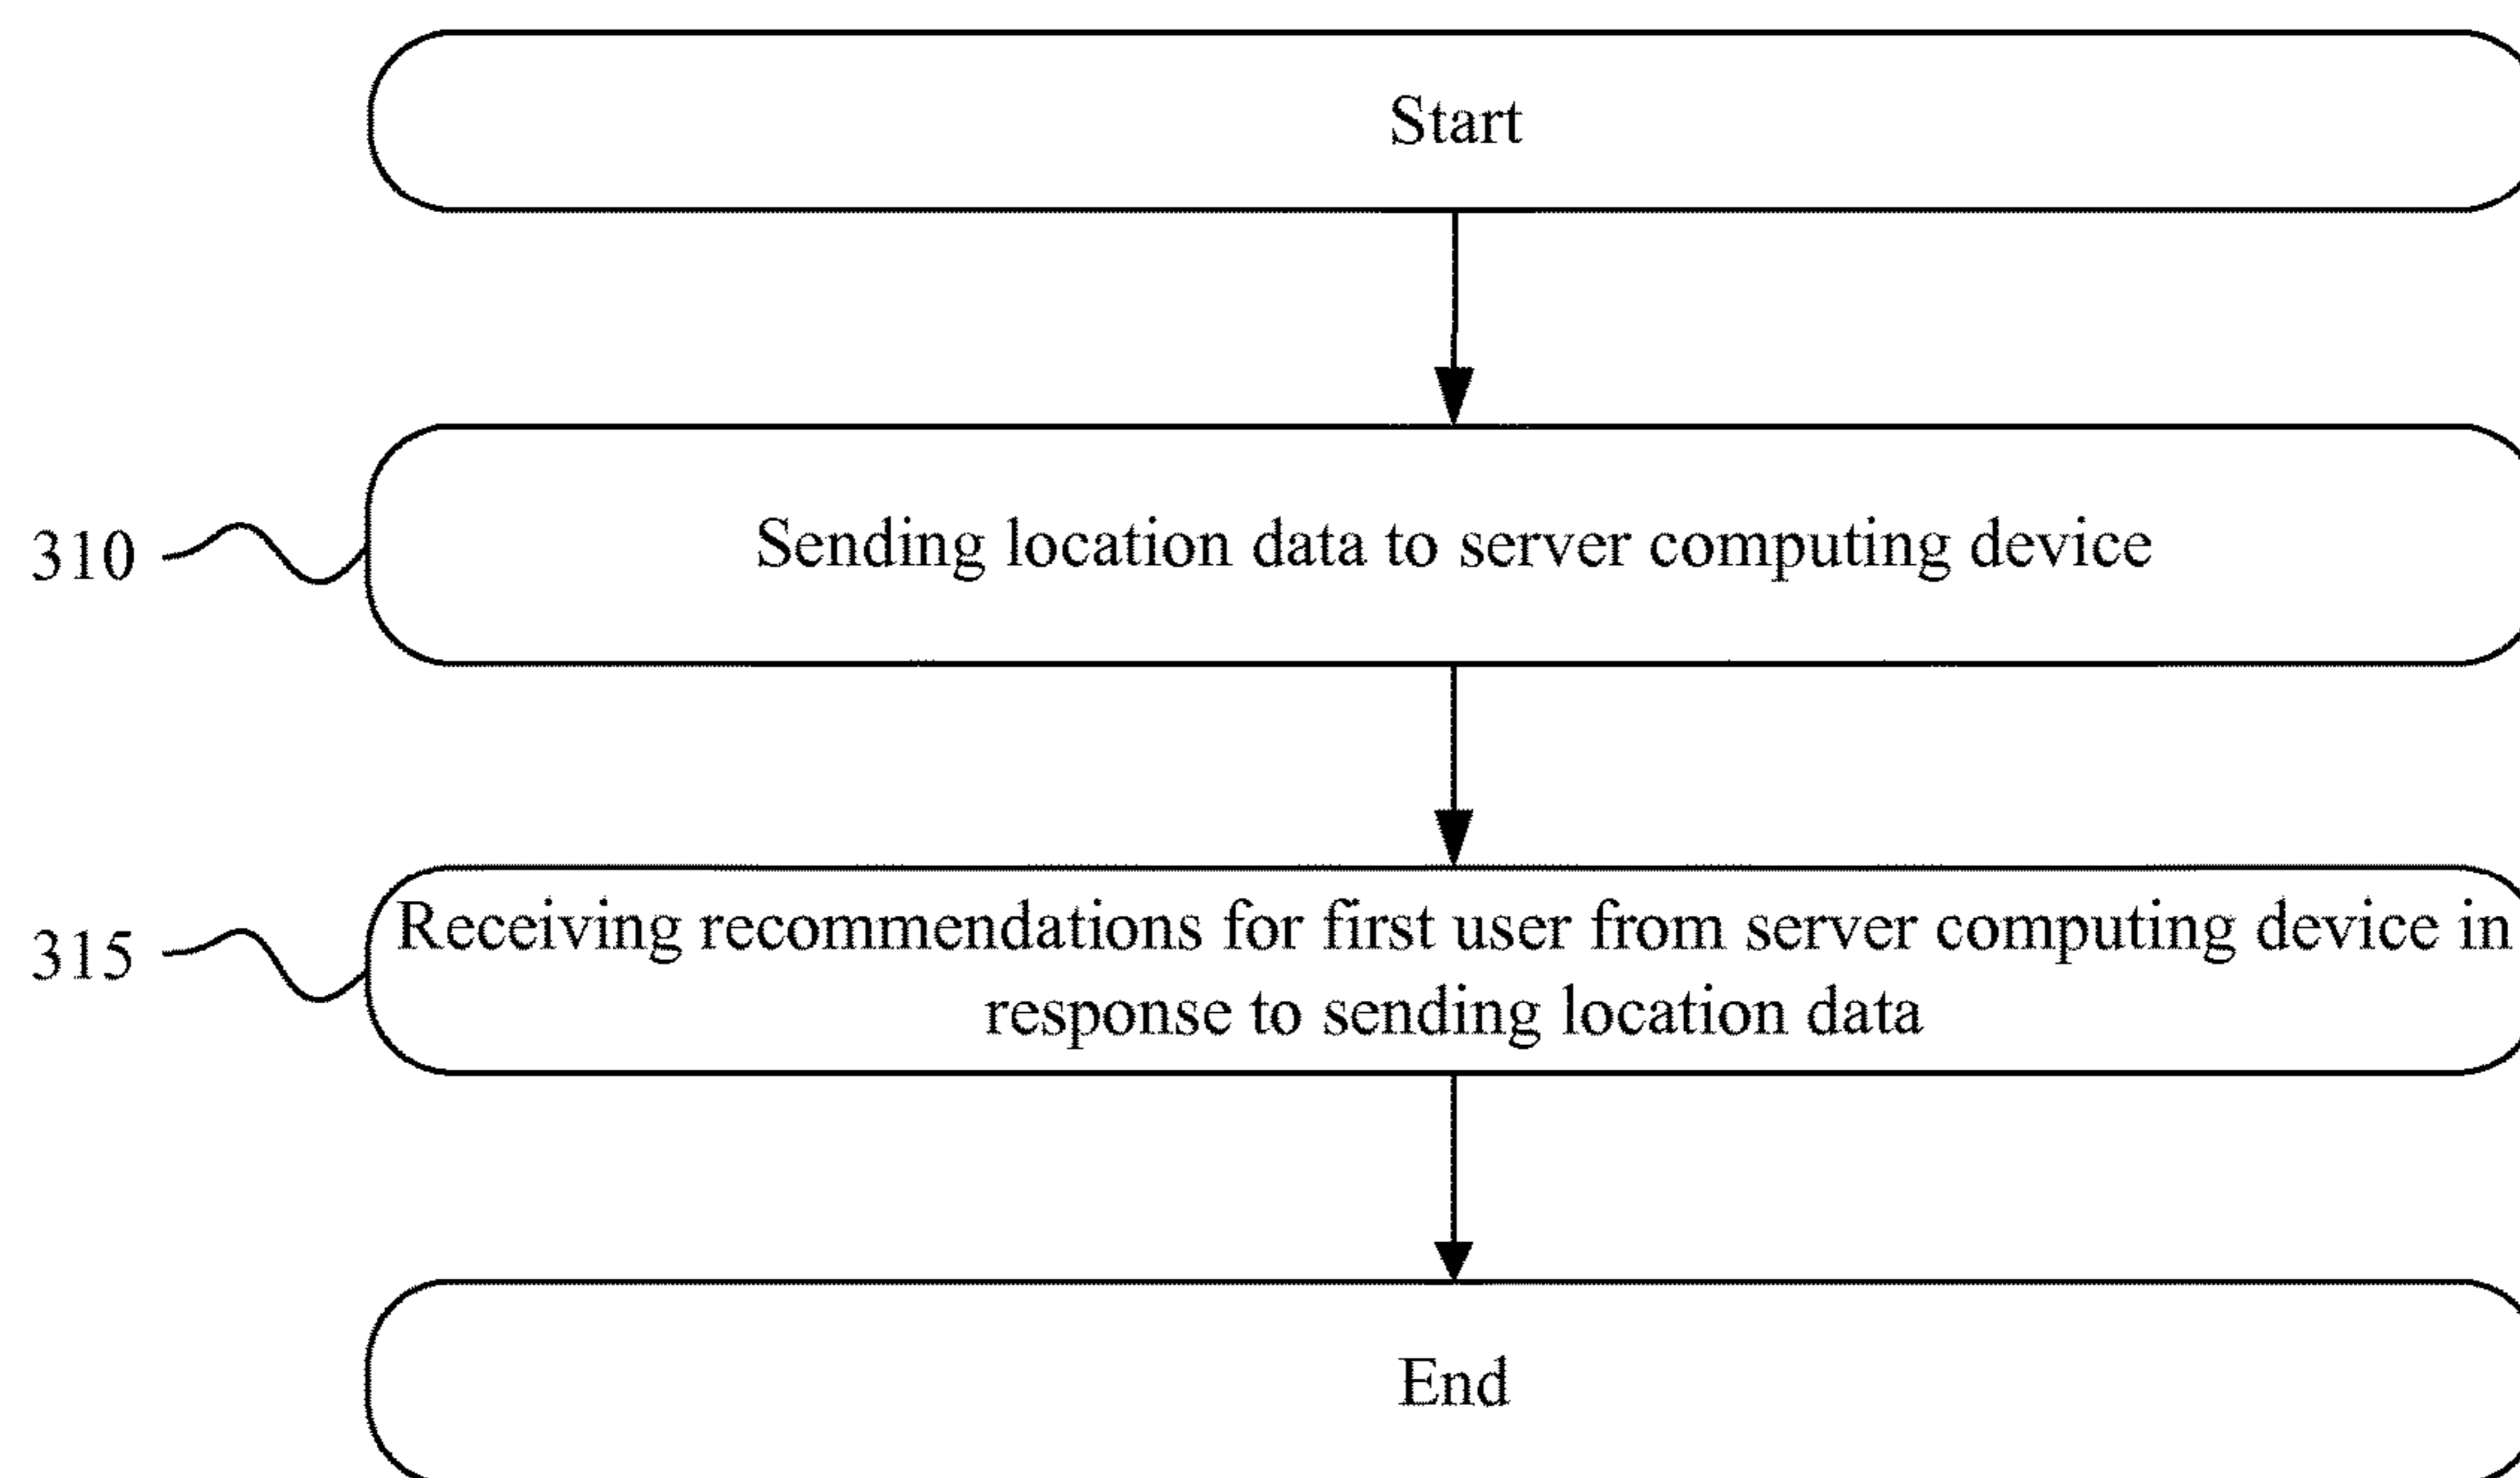 Start
310
Sending location data to server computing device
315
Receiving recommendations for first user from server computing device in
response to sending location data
End